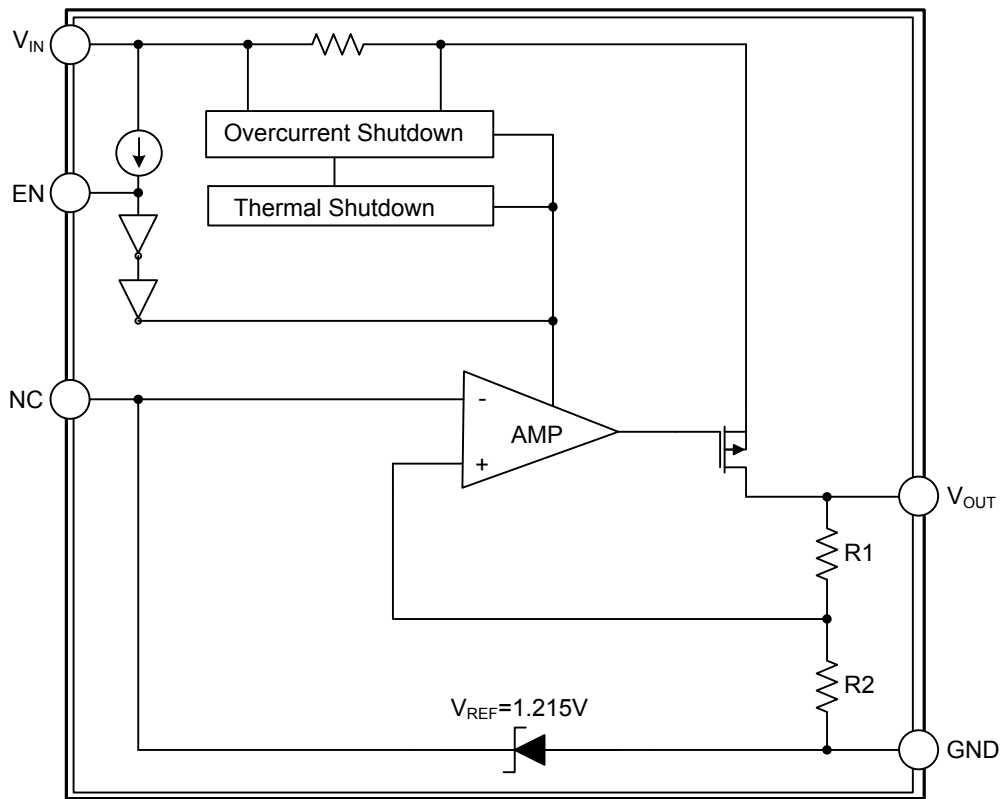 V_IN
Overcurrent Shutdown
EN
Thermal Shutdown
NC
-
AMP
+
V_OUT
R1
R2
V_REF=1.215V
GND